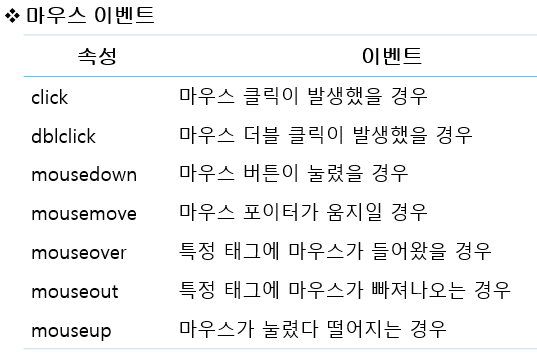 ❖ 마우스 이벤트
속성 이벤트
click 마우스 클릭이 발생했을 경우
dblclick 마우스 더블 클릭이 발생했을 경우
mousedown 마우스 버튼이 눌렸을 경우
mousemove 마우스 포이터가 움지일 경우
mouseover 특정 태그에 마우스가 들어왔을 경우
mouseout 특정 태그에 마우스가 빠져나오는 경우
mouseup 마우스가 눌렸다 떨어지는 경우